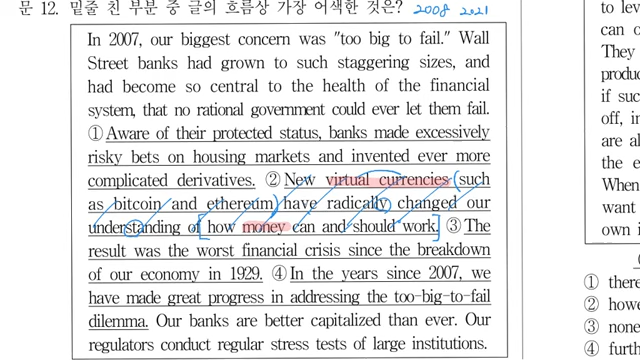 문 12. 밑줄 친 부분 중 글의 흐름상 가장 어색한 것은? 2008 2021
In 2007, our biggest concern was "too big to fail." Wall
Street banks had grown to such staggering sizes, and
had become so central to the health of the financial
system, that no rational government could ever let them fail.
① Aware of their protected status, banks made excessively
risky bets on housing markets and invented ever more
complicated derivatives. ② New virtual currencies (such
as bitcoin and ethereum) have radically changed our
understanding of [how money can and should work.] ③ The
result was the worst financial crisis since the breakdown
of our economy in 1929. ④ In the years since 2007, we
have made great progress in addressing the too-big-to-fail
dilemma. Our banks are better capitalized than ever. Our
regulators conduct regular stress tests of large institutions.
to lev
can o
They
produc
if suc
off, in
are al
the e
When
want
own i
① there
② howe
③ none
④ furth